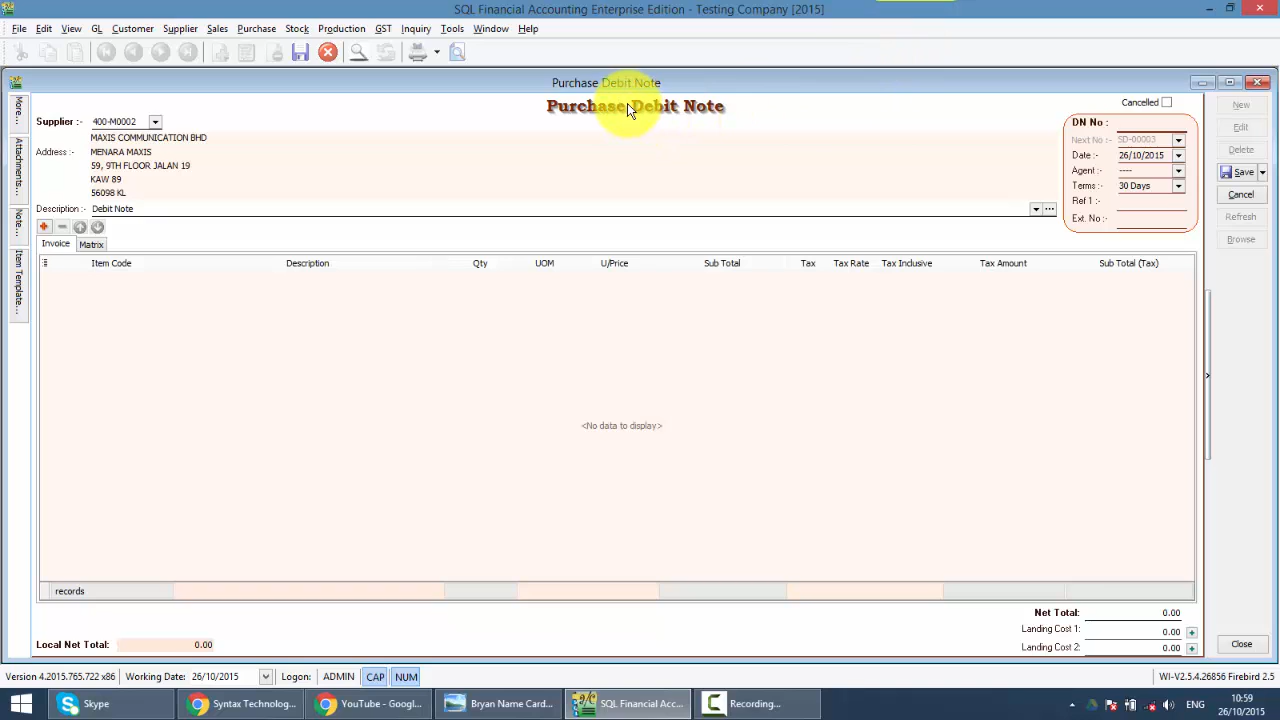 SQL Financial Accounting Enterprise Edition - Testing Company [2015]
File Edit View GL Customer Supplier Sales Purchase Stock Production GST Inquiry Tools Window Help
Purchase Debit Note
Purchase Debit Note
Cancelled
More...
Attachments...
Note...
Item Template...
Supplier :- 400-M0002
MAXIS COMMUNICATION BHD
Address :- MENARA MAXIS
59, 9TH FLOOR JALAN 19
KAW 89
56098 KL
Description :- Debit Note
DN No :
Next No :- SD-00003
Date :- 26/10/2015
Agent :- ----
Terms :- 30 Days
Ref 1 :-
Ext. No :-
New
Edit
Delete
Save
Cancel
Refresh
Browse
Invoice Matrix
Item Code Description Qty UOM U/Price Sub Total Tax Tax Rate Tax Inclusive Tax Amount Sub Total (Tax)
<No data to display>
records
Net Total: 0.00
Landing Cost 1: 0.00
Landing Cost 2: 0.00
Local Net Total: 0.00
Close
Version 4.2015.765.722 x86 Working Date: 26/10/2015 Logon: ADMIN CAP NUM WI-V2.5.4.26856 Firebird 2.5
Skype Syntax Technolog... YouTube - Googl... Bryan Name Card... SQL Financial Acc... Recording... ENG 10:59
26/10/2015